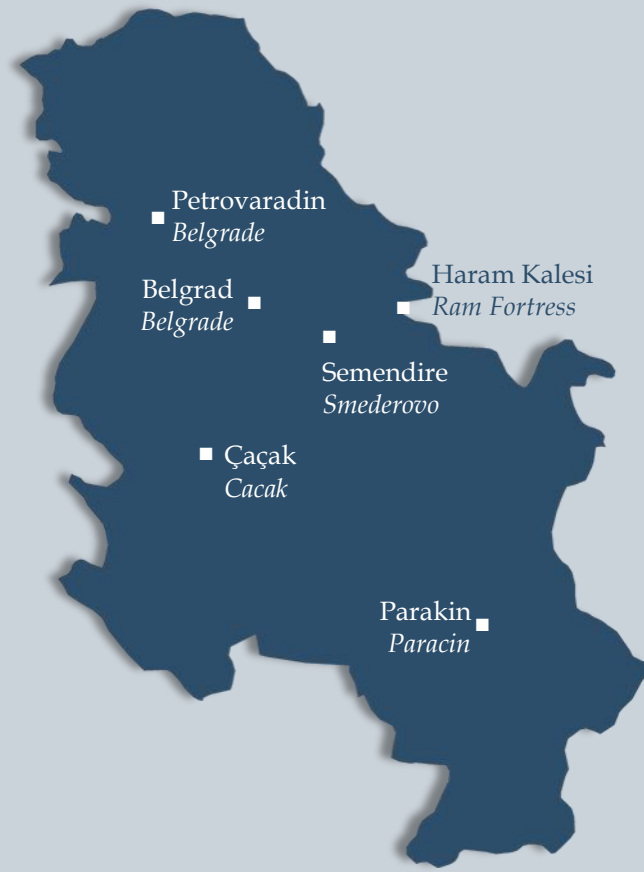 Petrovaradin
Belgrade
Belgrad
Belgrade
Haram Kalesi
Ram Fortress
Semendire
Smederovo
Çaçak
Cacak
Parakin
Paracin